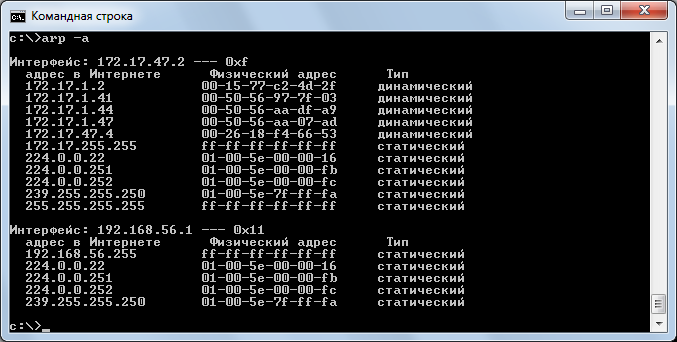 Командная строка
c:\>arp -a
Интерфейс: 172.17.47.2 --- 0xf
адрес в Интернете Физический адрес Тип
172.17.1.2 00-15-77-c2-4d-2f динамический
172.17.1.41 00-50-56-97-7f-03 динамический
172.17.1.44 00-50-56-aa-df-a9 динамический
172.17.1.47 00-50-56-aa-07-ad динамический
172.17.47.4 00-26-18-f4-66-53 динамический
172.17.255.255 ff-ff-ff-ff-ff-ff статический
224.0.0.22 01-00-5e-00-00-16 статический
224.0.0.251 01-00-5e-00-00-fb статический
224.0.0.252 01-00-5e-00-00-fc статический
239.255.255.250 01-00-5e-7f-ff-fa статический
255.255.255.255 ff-ff-ff-ff-ff-ff статический
Интерфейс: 192.168.56.1 --- 0x11
адрес в Интернете Физический адрес Тип
192.168.56.255 ff-ff-ff-ff-ff-ff статический
224.0.0.22 01-00-5e-00-00-16 статический
224.0.0.251 01-00-5e-00-00-fb статический
224.0.0.252 01-00-5e-00-00-fc статический
239.255.255.250 01-00-5e-7f-ff-fa статический
c:\>_